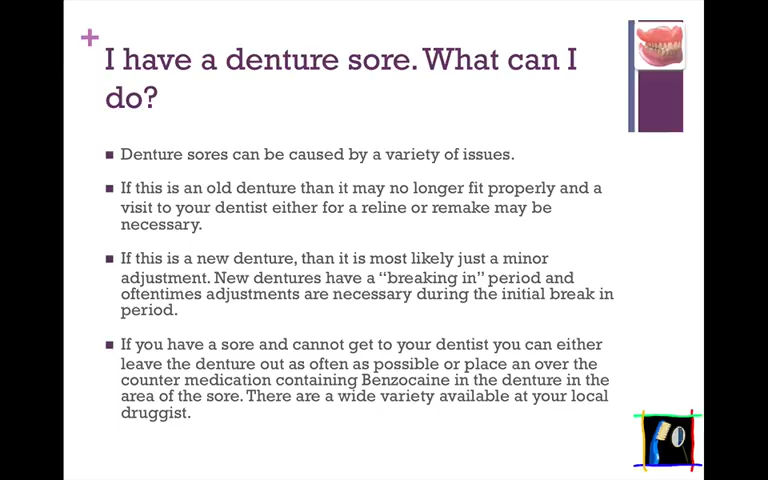 +
I have a denture sore. What can I
do?
■ Denture sores can be caused by a variety of issues.
■ If this is an old denture than it may no longer fit properly and a
visit to your dentist either for a reline or remake may be
necessary.
■ If this is a new denture, than it is most likely just a minor
adjustment. New dentures have a “breaking in” period and
oftentimes adjustments are necessary during the initial break in
period.
■ If you have a sore and cannot get to your dentist you can either
leave the denture out as often as possible or place an over the
counter medication containing Benzocaine in the denture in the
area of the sore. There are a wide variety available at your local
druggist.